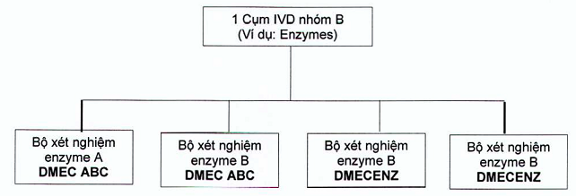 1 Cụm IVD nhóm B
(Ví dụ: Enzymes)
Bộ xét nghiệm
enzyme A
DMEC ABC
Bộ xét nghiệm
enzyme B
DMEC ABC
Bộ xét nghiệm
enzyme B
DMECENZ
Bộ xét nghiệm
enzyme B
DMECENZ